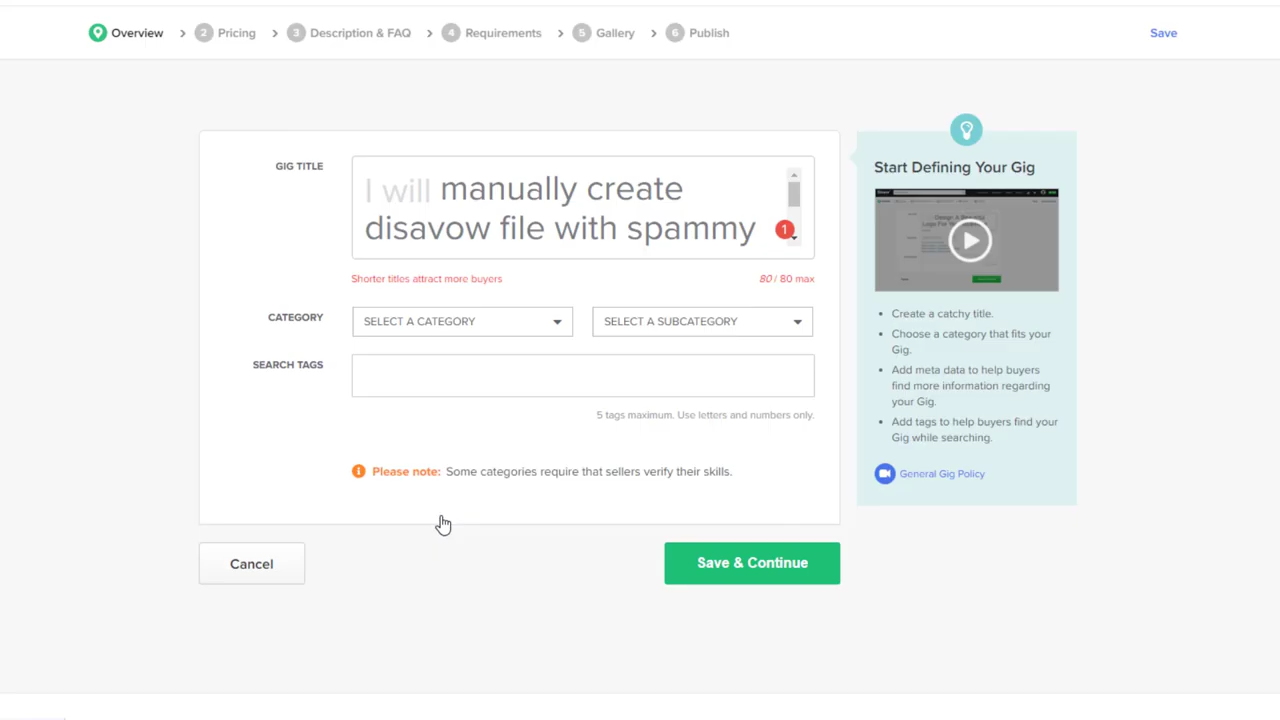 Overview > 2 Pricing > 3 Description & FAQ > 4 Requirements > 5 Gallery > 6 Publish
Save
GIG TITLE
I will manually create
disavow file with spammy
1
Shorter titles attract more buyers
80 / 80 max
CATEGORY
SELECT A CATEGORY
SELECT A SUBCATEGORY
SEARCH TAGS
5 tags maximum. Use letters and numbers only.
Please note: Some categories require that sellers verify their skills.
Cancel
Save & Continue
Start Defining Your Gig
• Create a catchy title.
• Choose a category that fits your
Gig.
• Add meta data to help buyers
find more information regarding
your Gig.
• Add tags to help buyers find your
Gig while searching.
General Gig Policy